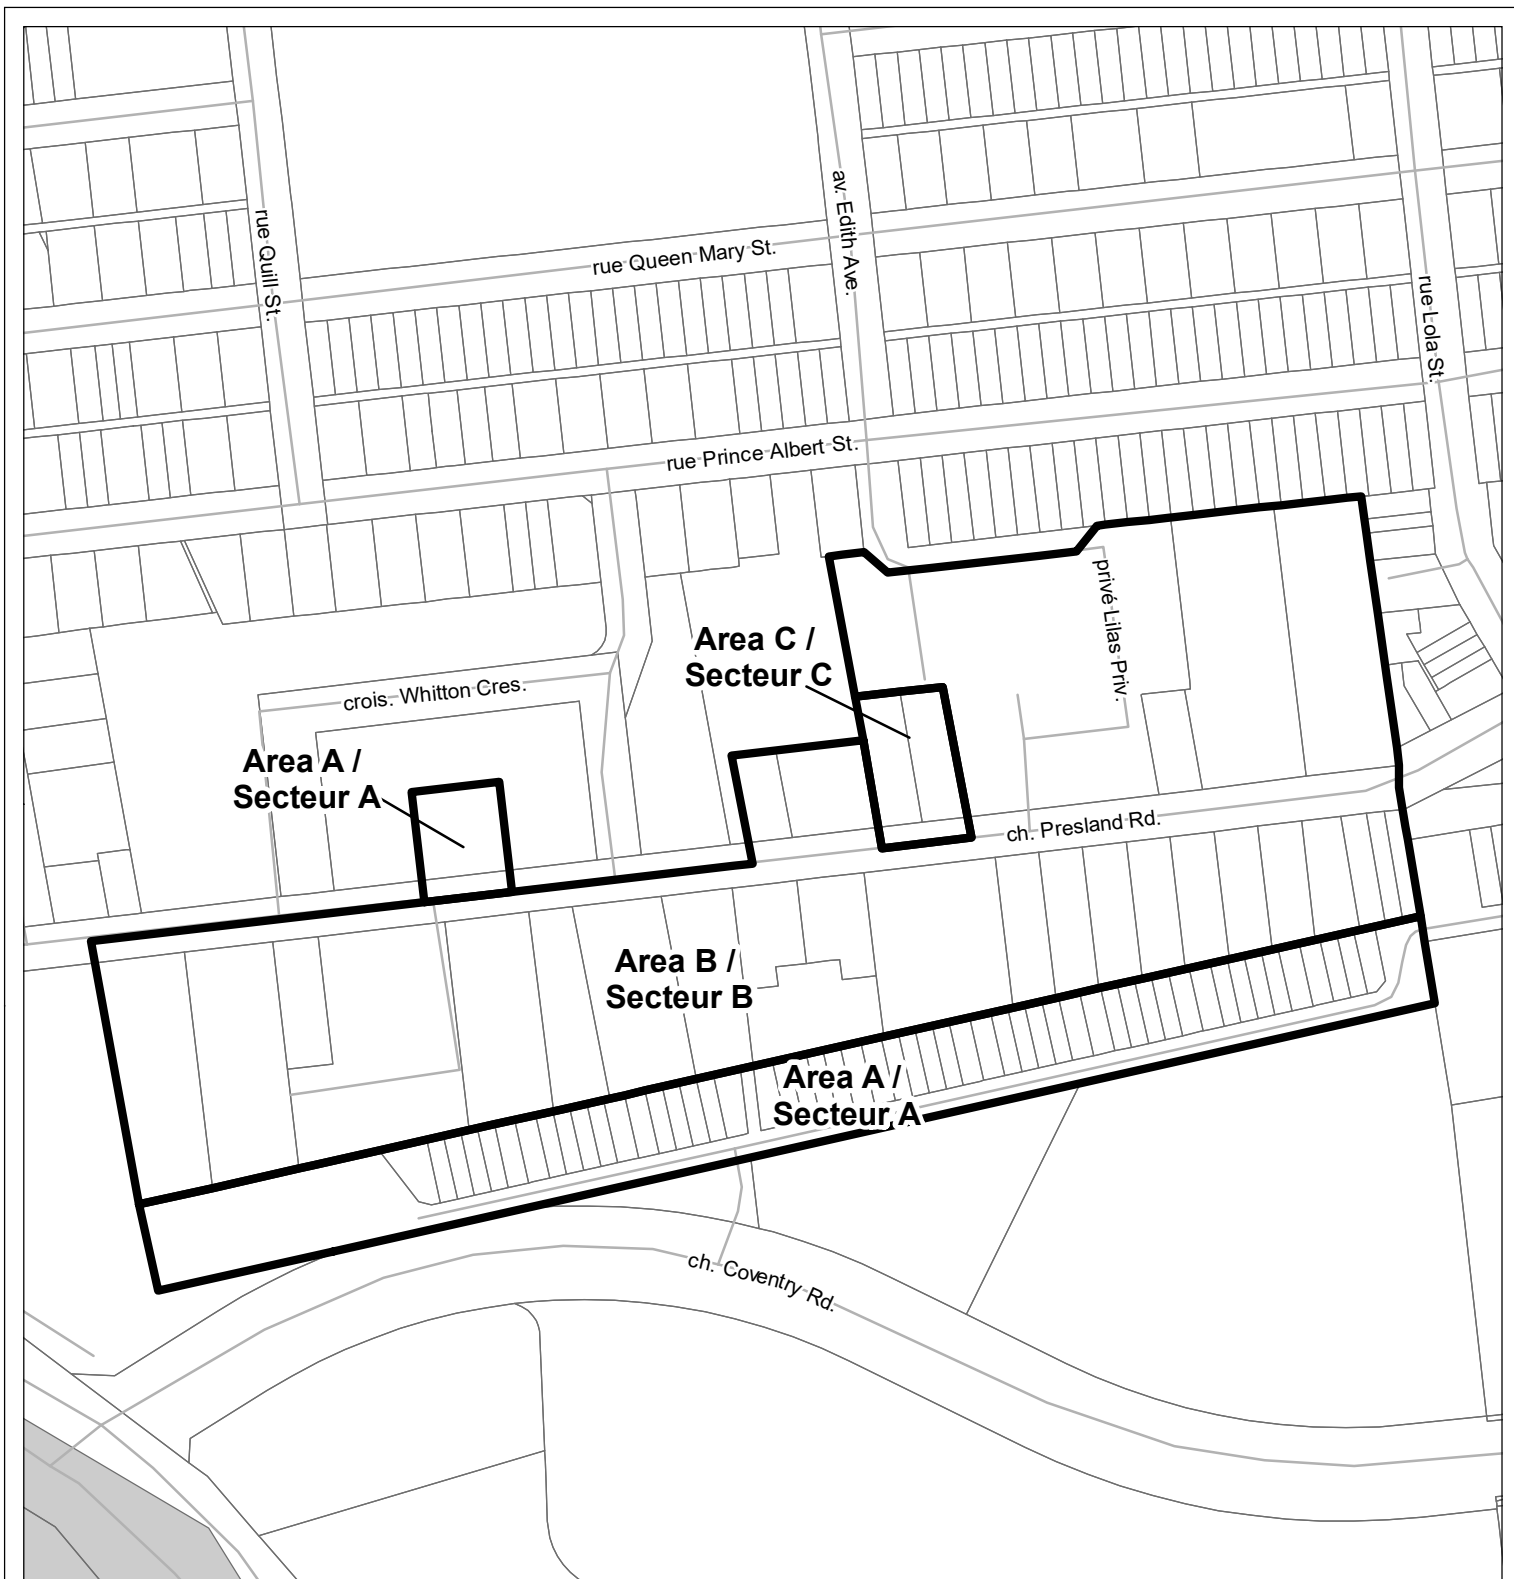 rue Quill St.
av. Edith Ave.
rue Queen Mary St.
rue Lola St.
rue Prince Albert St.
privé Lilas Priv.
Area C /
Secteur C
crois. Whitton Cres.
Area A /
Secteur A
ch. Presland Rd.
Area B /
Secteur B
Area A /
Secteur A
ch. Coventry Rd.